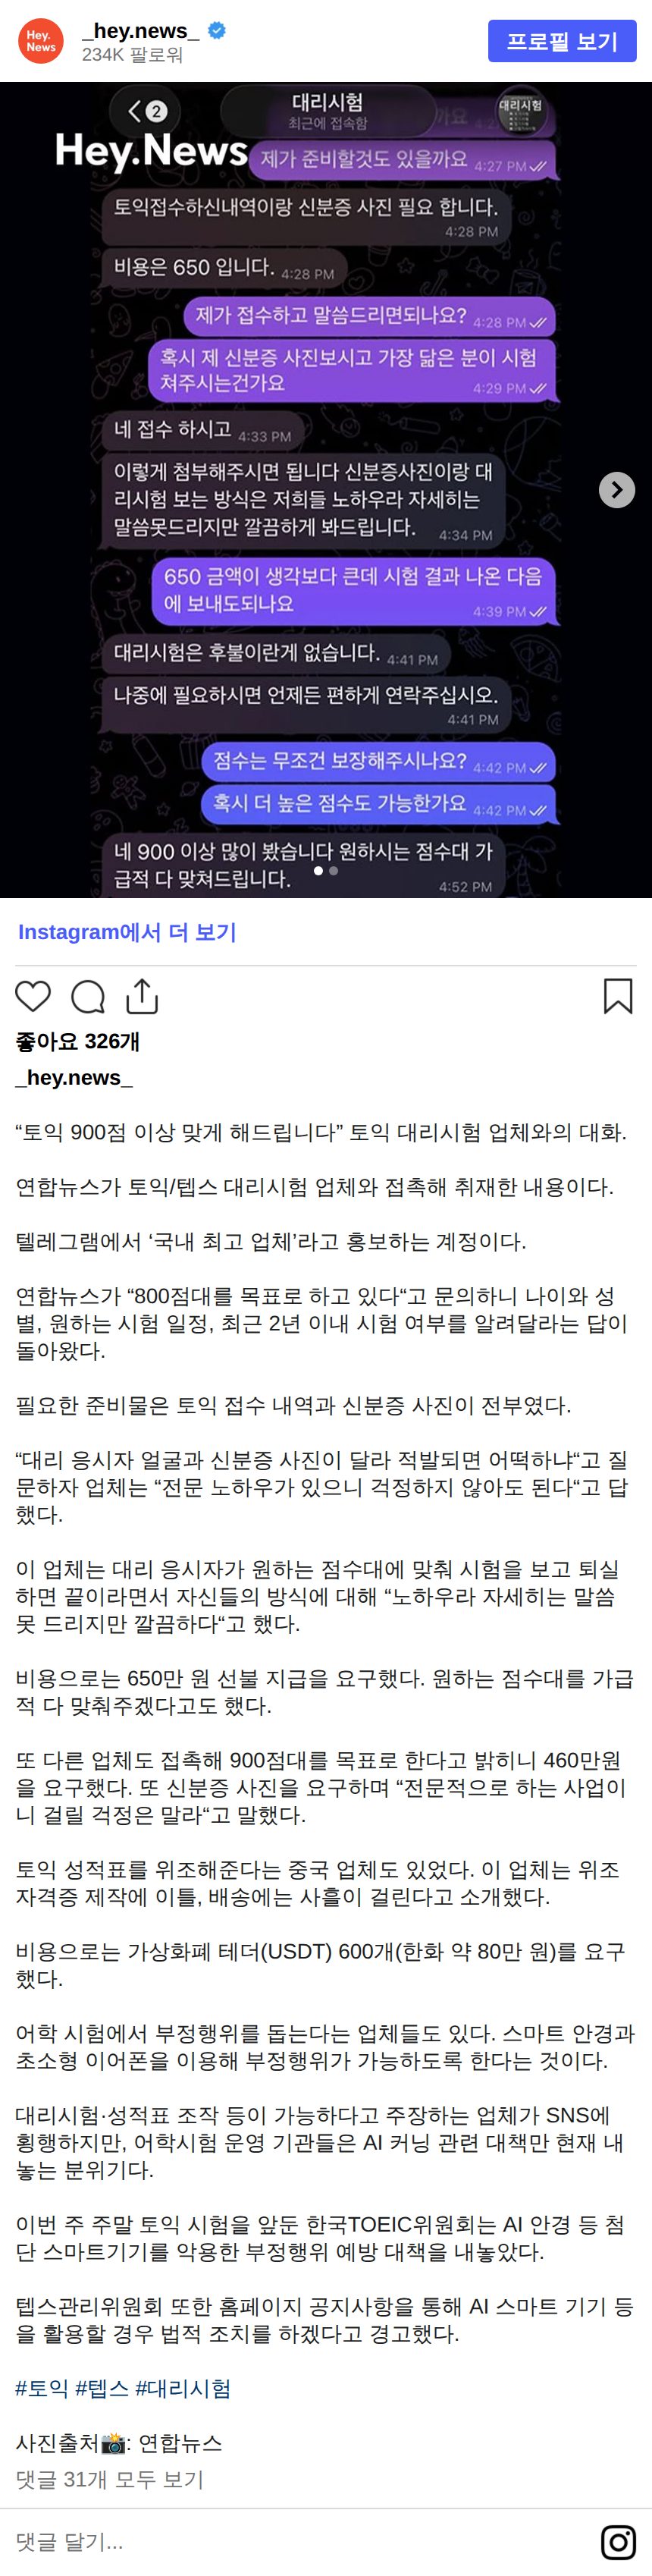 Hey.
News
_hey.news_
234K 팔로워
프로필 보기
2
대리시험
최근에 접속함
대리시험
Hey.News
제가 준비할것도 있을까요 4:27 PM
토익접수하신내역이랑 신분증 사진 필요 합니다.
4:28 PM
비용은 650 입니다. 4:28 PM
제가 접수하고 말씀드리면되나요? 4:28 PM
혹시 제 신분증 사진보시고 가장 닮은 분이 시험
쳐주시는건가요 4:29 PM
네 접수 하시고 4:33 PM
이렇게 첨부해주시면 됩니다 신분증사진이랑 대
리시험 보는 방식은 저희들 노하우라 자세히는
말씀못드리지만 깔끔하게 봐드립니다. 4:34 PM
650 금액이 생각보다 큰데 시험 결과 나온 다음
에 보내도되나요 4:39 PM
대리시험은 후불이란게 없습니다. 4:41 PM
나중에 필요하시면 언제든 편하게 연락주십시오.
4:41 PM
점수는 무조건 보장해주시나요? 4:42 PM
혹시 더 높은 점수도 가능한가요 4:42 PM
네 900 이상 많이 봤습니다 원하시는 점수대 가
급적 다 맞쳐드립니다. 4:52 PM
Instagram에서 더 보기
좋아요 326개
_hey.news_
“토익 900점 이상 맞게 해드립니다” 토익 대리시험 업체와의 대화.
연합뉴스가 토익/텝스 대리시험 업체와 접촉해 취재한 내용이다.
텔레그램에서 ‘국내 최고 업체’라고 홍보하는 계정이다.
연합뉴스가 “800점대를 목표로 하고 있다“고 문의하니 나이와 성
별, 원하는 시험 일정, 최근 2년 이내 시험 여부를 알려달라는 답이
돌아왔다.
필요한 준비물은 토익 접수 내역과 신분증 사진이 전부였다.
“대리 응시자 얼굴과 신분증 사진이 달라 적발되면 어떡하냐“고 질
문하자 업체는 “전문 노하우가 있으니 걱정하지 않아도 된다“고 답
했다.
이 업체는 대리 응시자가 원하는 점수대에 맞춰 시험을 보고 퇴실
하면 끝이라면서 자신들의 방식에 대해 “노하우라 자세히는 말씀
못 드리지만 깔끔하다“고 했다.
비용으로는 650만 원 선불 지급을 요구했다. 원하는 점수대를 가급
적 다 맞춰주겠다고도 했다.
또 다른 업체도 접촉해 900점대를 목표로 한다고 밝히니 460만원
을 요구했다. 또 신분증 사진을 요구하며 “전문적으로 하는 사업이
니 걸릴 걱정은 말라“고 말했다.
토익 성적표를 위조해준다는 중국 업체도 있었다. 이 업체는 위조
자격증 제작에 이틀, 배송에는 사흘이 걸린다고 소개했다.
비용으로는 가상화폐 테더(USDT) 600개(한화 약 80만 원)를 요구
했다.
어학 시험에서 부정행위를 돕는다는 업체들도 있다. 스마트 안경과
초소형 이어폰을 이용해 부정행위가 가능하도록 한다는 것이다.
대리시험·성적표 조작 등이 가능하다고 주장하는 업체가 SNS에
횡행하지만, 어학시험 운영 기관들은 AI 커닝 관련 대책만 현재 내
놓는 분위기다.
이번 주 주말 토익 시험을 앞둔 한국TOEIC위원회는 AI 안경 등 첨
단 스마트기기를 악용한 부정행위 예방 대책을 내놓았다.
텝스관리위원회 또한 홈페이지 공지사항을 통해 AI 스마트 기기 등
을 활용할 경우 법적 조치를 하겠다고 경고했다.
#토익 #텝스 #대리시험
사진출처📸: 연합뉴스
댓글 31개 모두 보기
댓글 달기...